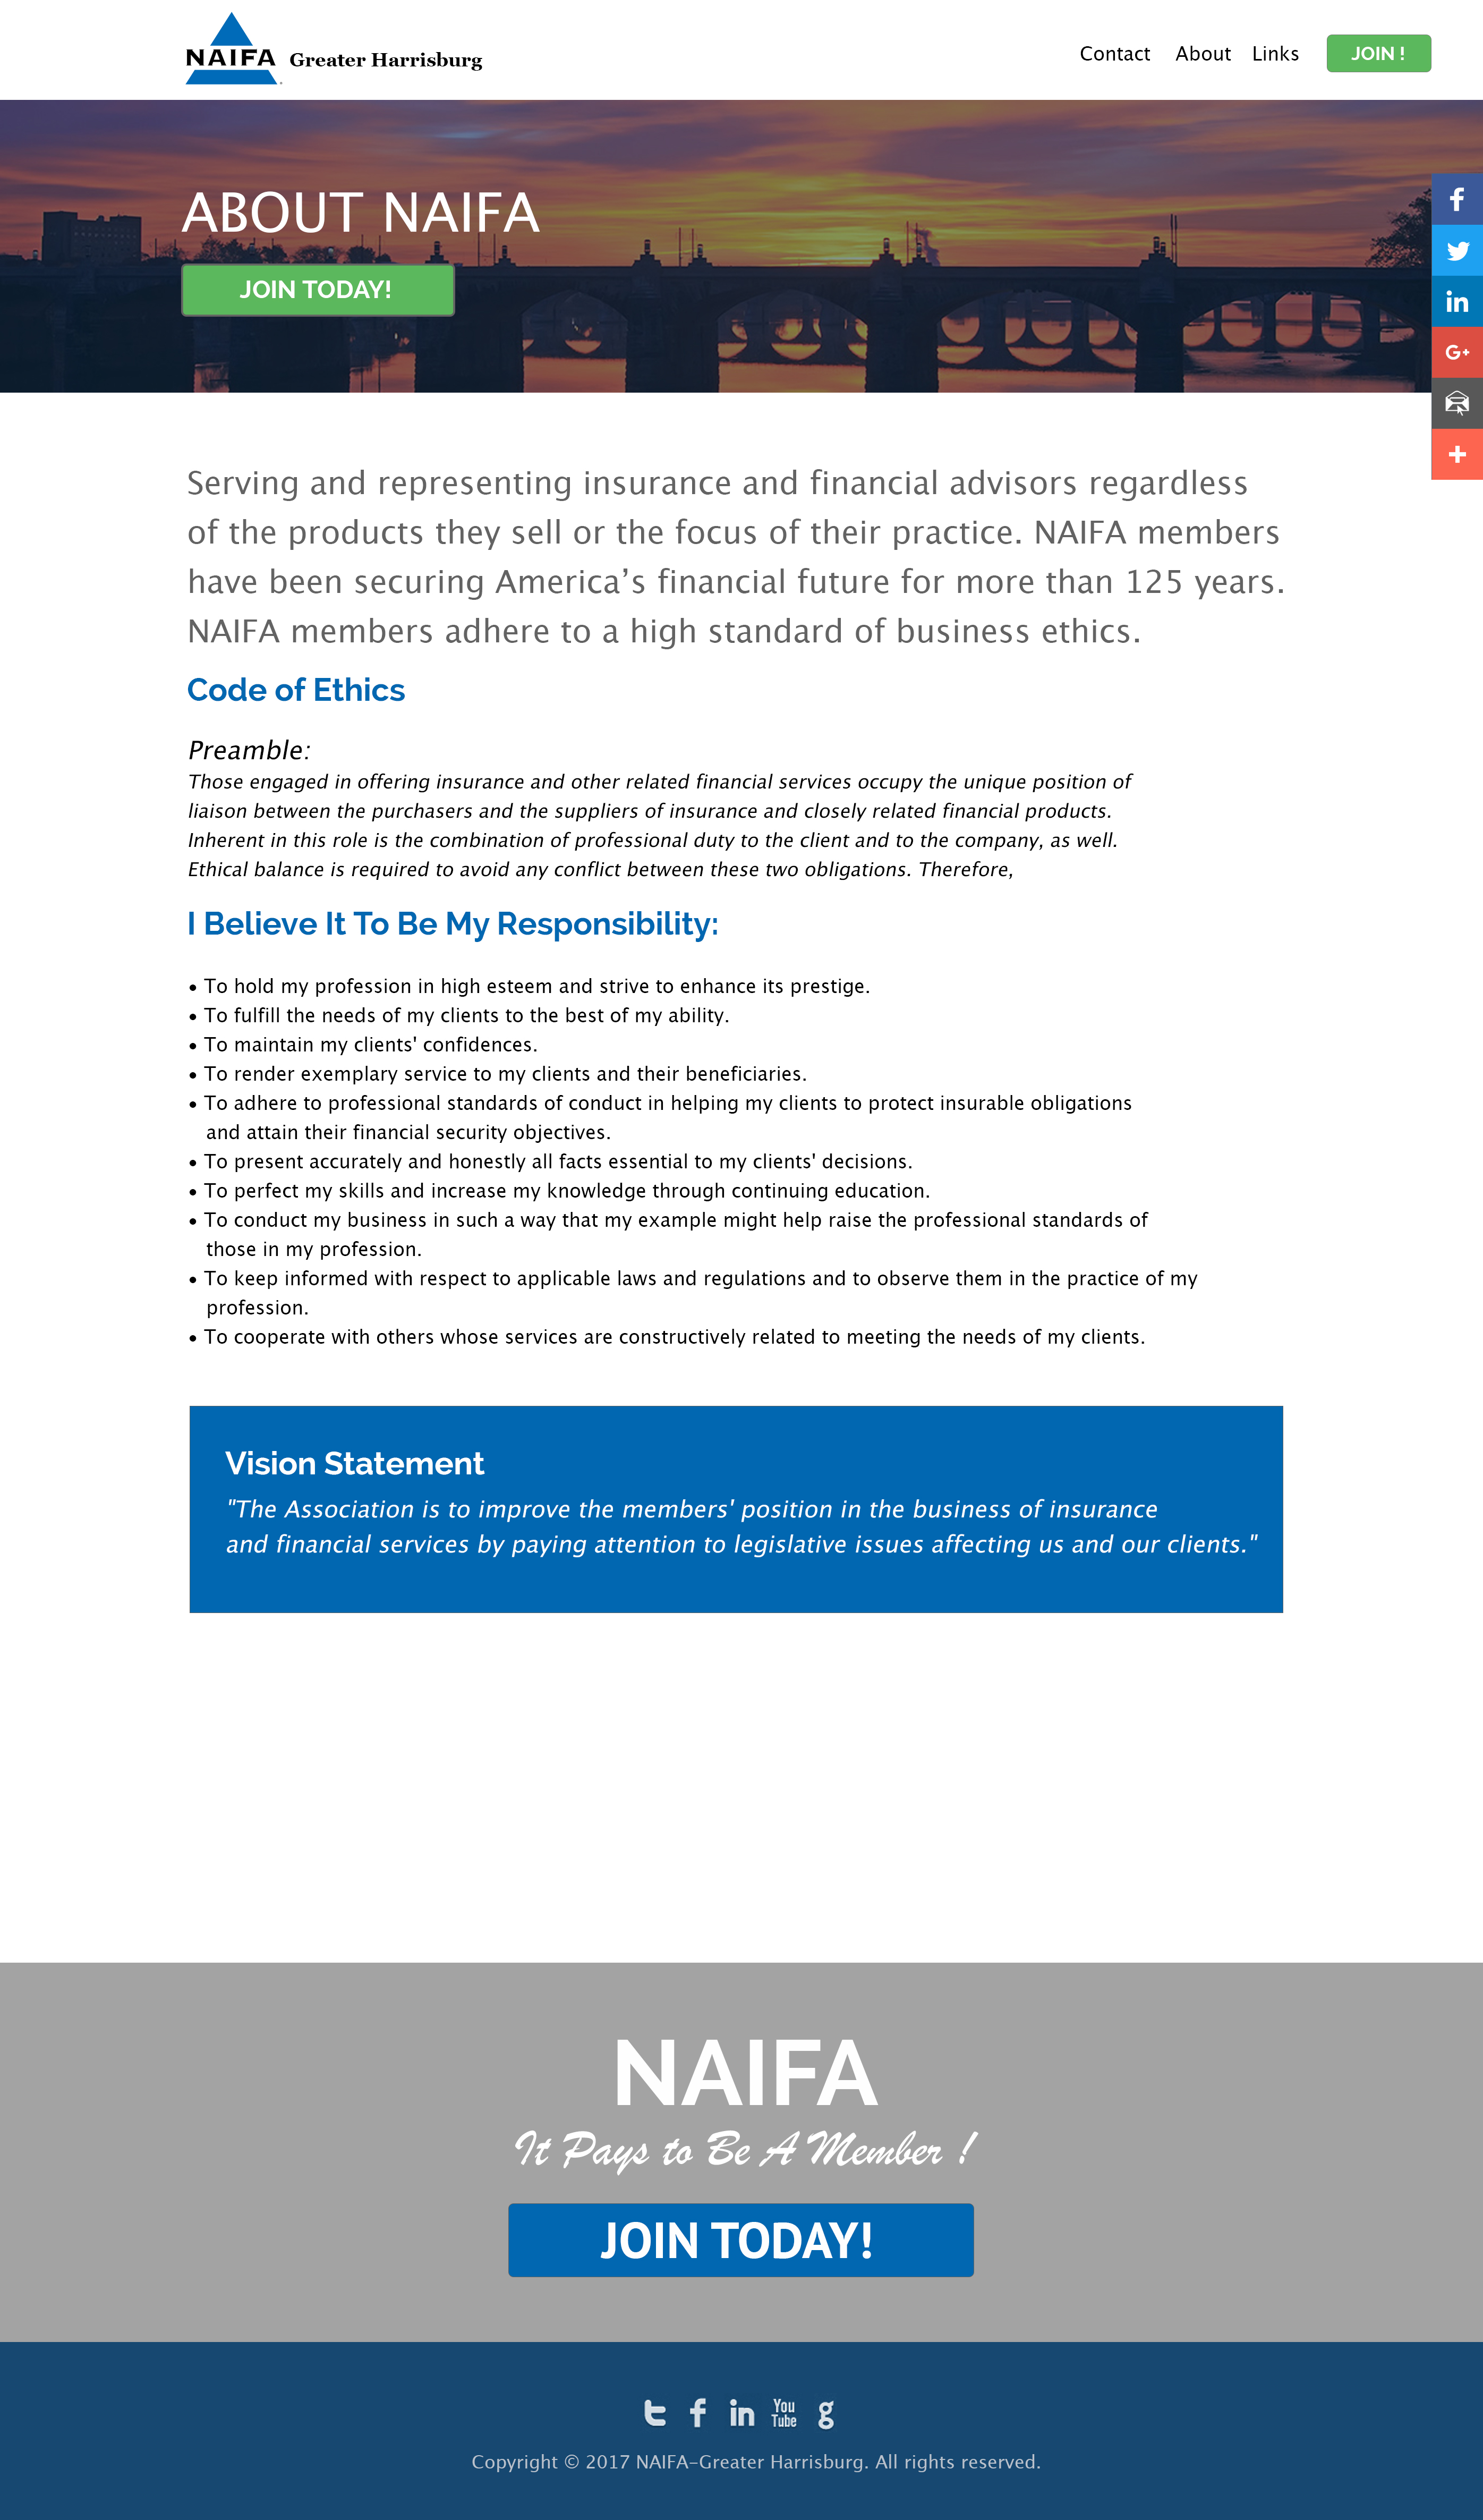 NAIFA Greater Harrisburg
Contact About Links JOIN !
ABOUT NAIFA
JOIN TODAY!
Serving and representing insurance and financial advisors regardless
of the products they sell or the focus of their practice. NAIFA members
have been securing America’s financial future for more than 125 years.
NAIFA members adhere to a high standard of business ethics.
Code of Ethics
Preamble:
Those engaged in offering insurance and other related financial services occupy the unique position of
liaison between the purchasers and the suppliers of insurance and closely related financial products.
Inherent in this role is the combination of professional duty to the client and to the company, as well.
Ethical balance is required to avoid any conflict between these two obligations. Therefore,
I Believe It To Be My Responsibility:
• To hold my profession in high esteem and strive to enhance its prestige.
• To fulfill the needs of my clients to the best of my ability.
• To maintain my clients' confidences.
• To render exemplary service to my clients and their beneficiaries.
• To adhere to professional standards of conduct in helping my clients to protect insurable obligations
and attain their financial security objectives.
• To present accurately and honestly all facts essential to my clients' decisions.
• To perfect my skills and increase my knowledge through continuing education.
• To conduct my business in such a way that my example might help raise the professional standards of
those in my profession.
• To keep informed with respect to applicable laws and regulations and to observe them in the practice of my
profession.
• To cooperate with others whose services are constructively related to meeting the needs of my clients.
Vision Statement
"The Association is to improve the members' position in the business of insurance
and financial services by paying attention to legislative issues affecting us and our clients."
NAIFA
It Pays to Be A Member !
JOIN TODAY!
You
Tube
Copyright © 2017 NAIFA-Greater Harrisburg. All rights reserved.